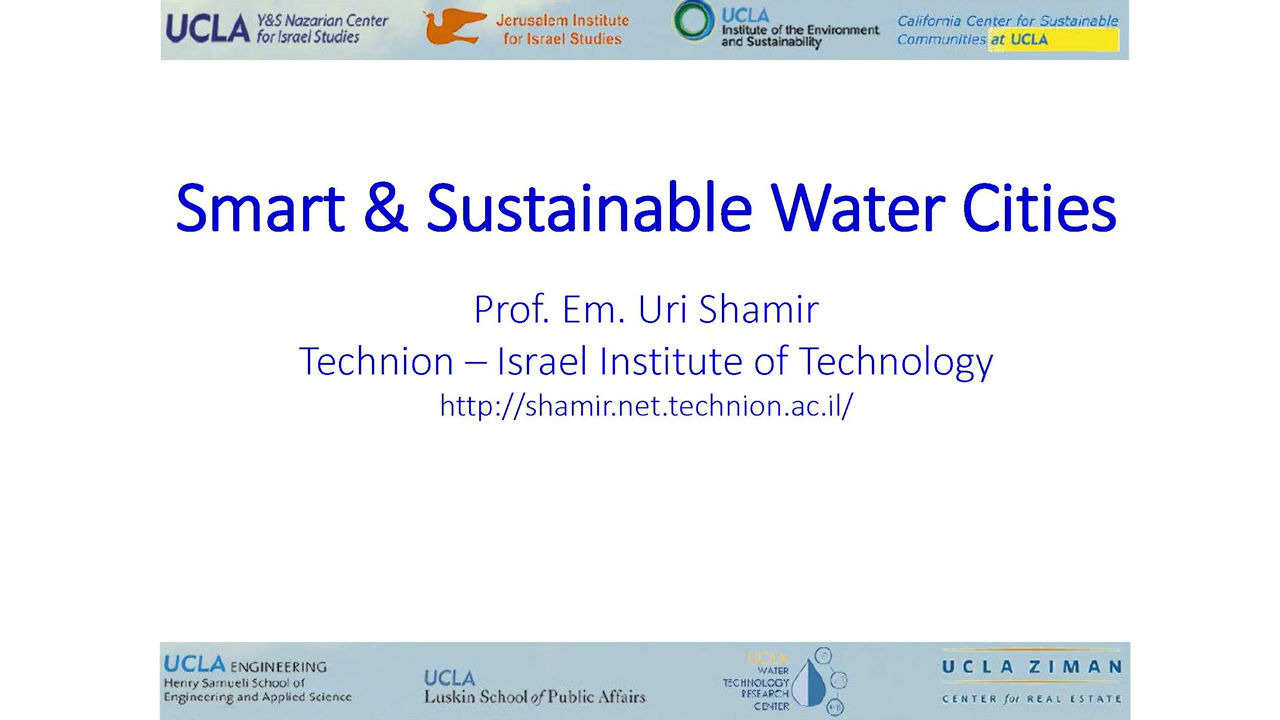 UCLA Y&S Nazarian Center
for Israel Studies
Jerusalem Institute
for Israel Studies
UCLA
Institute of the Environment
and Sustainability
California Center for Sustainable
Communities at UCLA
Smart & Sustainable Water Cities
Prof. Em. Uri Shamir
Technion – Israel Institute of Technology
http://shamir.net.technion.ac.il/
UCLA ENGINEERING
Henry Samueli School of
Engineering and Applied Science
UCLA
Luskin School of Public Affairs
UCLA
WATER
TECHNOLOGY
RESEARCH
CENTER
UCLA ZIMAN
CENTER for REAL ESTATE